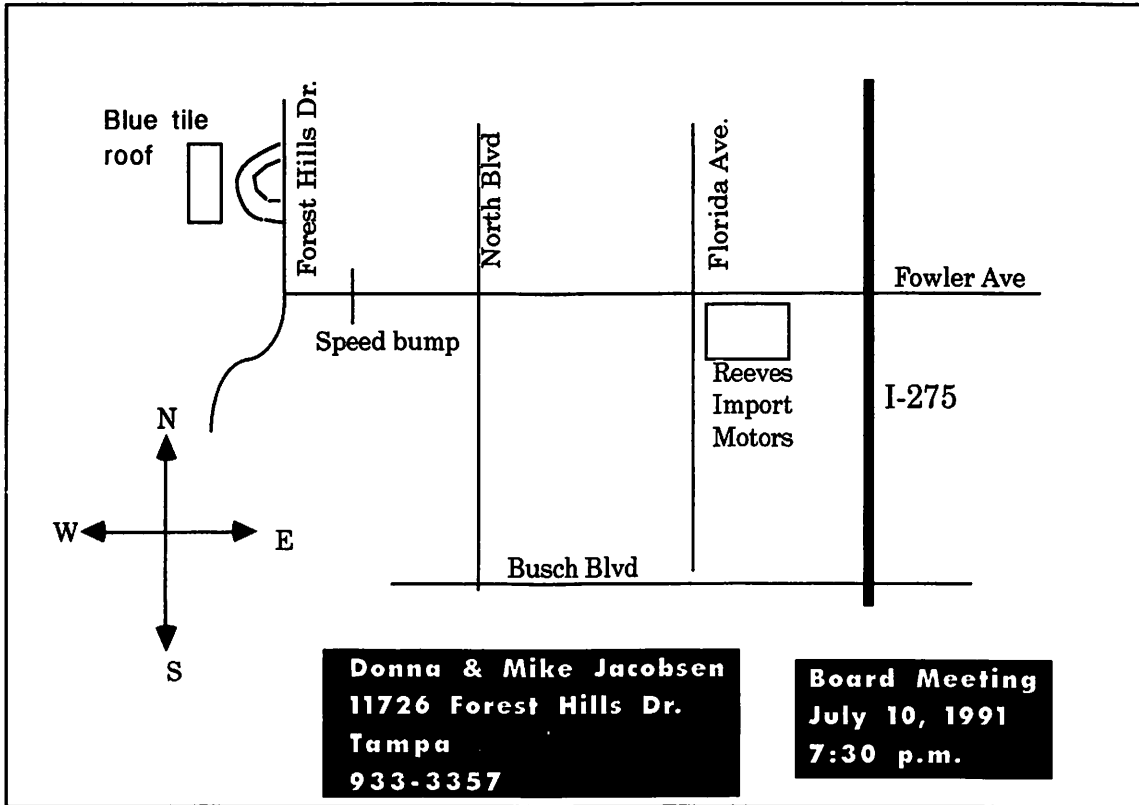 Blue tile
roof
Forest Hills Dr.
North Blvd
Florida Ave.
Fowler Ave
Speed bump
Reeves
Import
Motors
I-275
N
W
E
S
Busch Blvd
Donna & Mike Jacobsen
11726 Forest Hills Dr.
Tampa
933-3357
Board Meeting
July 10, 1991
7:30 p.m.